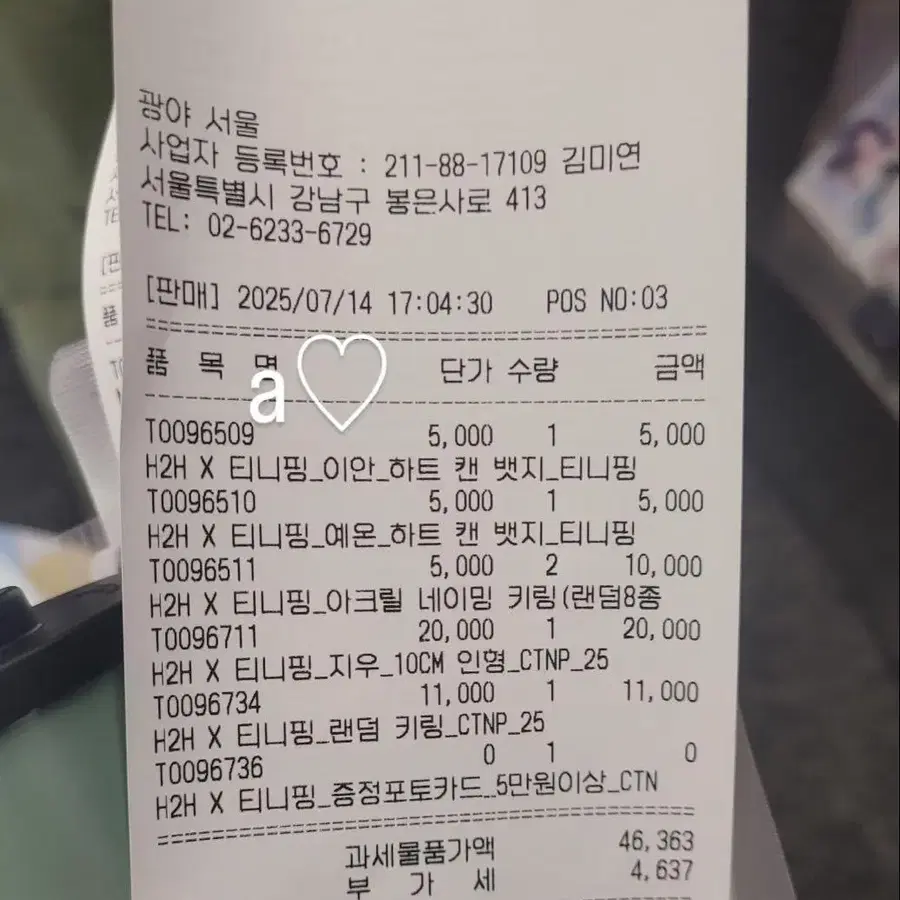 광야 서울
사업자 등록번호 : 211-88-17109 김미연
서울특별시 강남구 봉은사로 413
TEL: 02-6233-6729
[판매] 2025/07/14 17:04:30 POS NO:03
품 목 명 단가 수량 금액
a♡
T0096509 5,000 1 5,000
H2H X 티니핑_이안_하트 캔 뱃지_티니핑
T0096510 5,000 1 5,000
H2H X 티니핑_예온_하트 캔 뱃지_티니핑
T0096511 5,000 2 10,000
H2H X 티니핑_아크릴 네이밍 키링(랜덤8종
T0096711 20,000 1 20,000
H2H X 티니핑_지우_10CM 인형_CTNP_25
T0096734 11,000 1 11,000
H2H X 티니핑_랜덤 키링_CTNP_25
T0096736 0 1 0
H2H X 티니핑_증정포토카드_5만원이상_CTN
과세물품가액 46,363
부 가 세 4,637